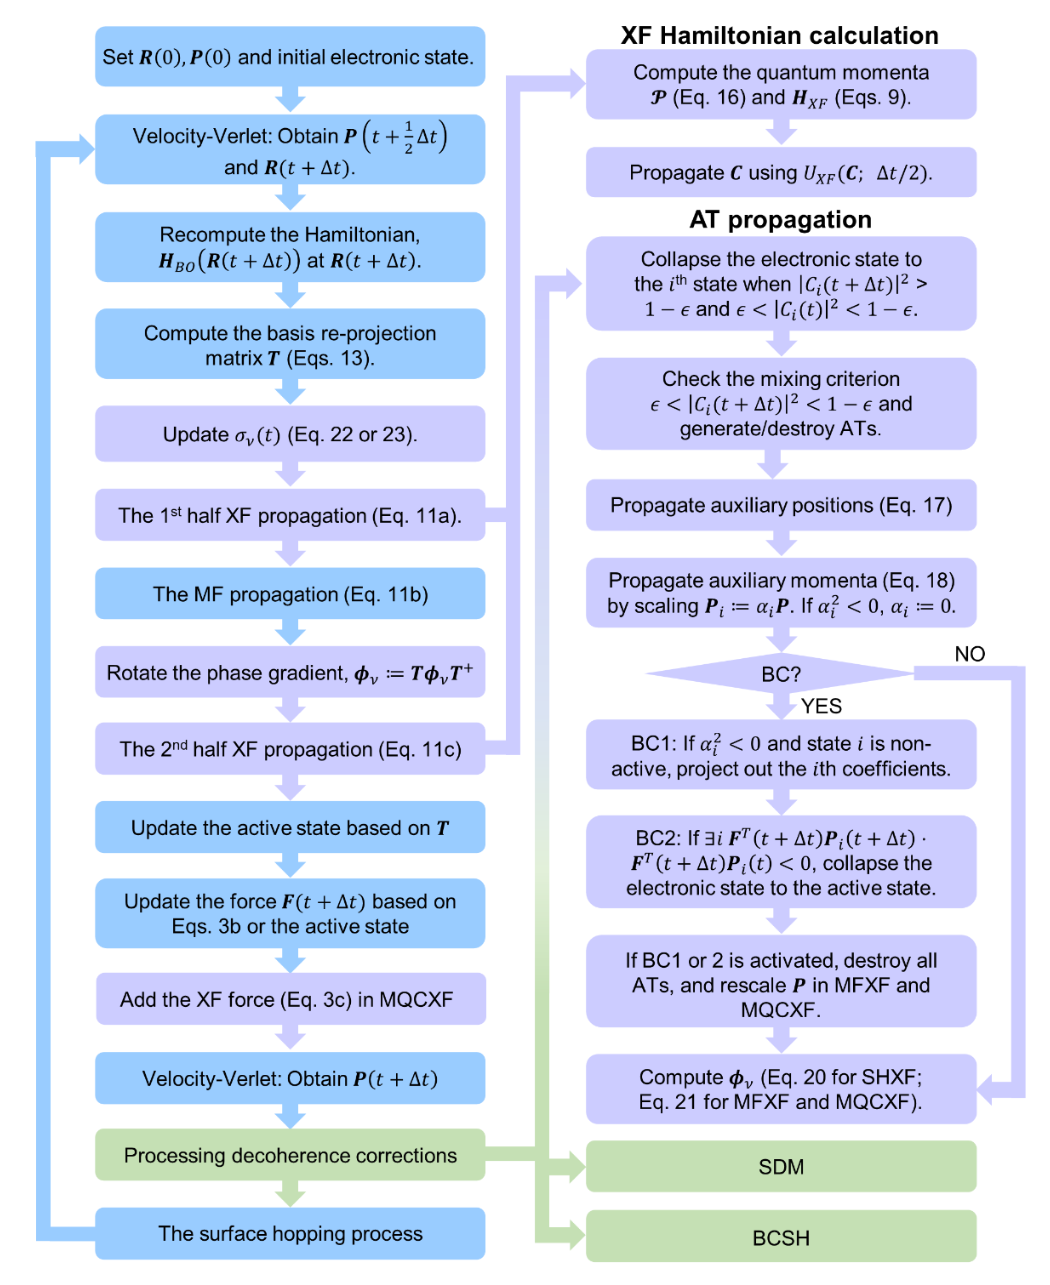 Set R(0), P(0) and initial electronic state.
Velocity-Verlet: Obtain P(t + 1/2 Δt)
and R(t + Δt).
Recompute the Hamiltonian,
H_BO(R(t + Δt)) at R(t + Δt).
Compute the basis re-projection
matrix T (Eqs. 13).
Update σ_ν(t) (Eq. 22 or 23).
The 1st half XF propagation (Eq. 11a).
The MF propagation (Eq. 11b)
Rotate the phase gradient, ϕ_ν ≔ Tϕ_νT⁺
The 2nd half XF propagation (Eq. 11c)
Update the active state based on T
Update the force F(t + Δt) based on
Eqs. 3b or the active state
Add the XF force (Eq. 3c) in MQCXF
Velocity-Verlet: Obtain P(t + Δt)
Processing decoherence corrections
The surface hopping process
XF Hamiltonian calculation
Compute the quantum momenta
𝓟 (Eq. 16) and H_XF (Eqs. 9).
Propagate C using U_XF(C; Δt/2).
AT propagation
Collapse the electronic state to
the ith state when |C_i(t + Δt)|² >
1 − ϵ and ϵ < |C_i(t)|² < 1 − ϵ.
Check the mixing criterion
ϵ < |C_i(t + Δt)|² < 1 − ϵ and
generate/destroy ATs.
Propagate auxiliary positions (Eq. 17)
Propagate auxiliary momenta (Eq. 18)
by scaling P_i ≔ α_iP. If α_i² < 0, α_i ≔ 0.
BC?
NO
YES
BC1: If α_i² < 0 and state i is non-
active, project out the ith coefficients.
BC2: If ∃i F^T(t + Δt)P_i(t + Δt) ·
F^T(t + Δt)P_i(t) < 0, collapse the
electronic state to the active state.
If BC1 or 2 is activated, destroy all
ATs, and rescale P in MFXF and
MQCXF.
Compute ϕ_ν (Eq. 20 for SHXF;
Eq. 21 for MFXF and MQCXF).
SDM
BCSH